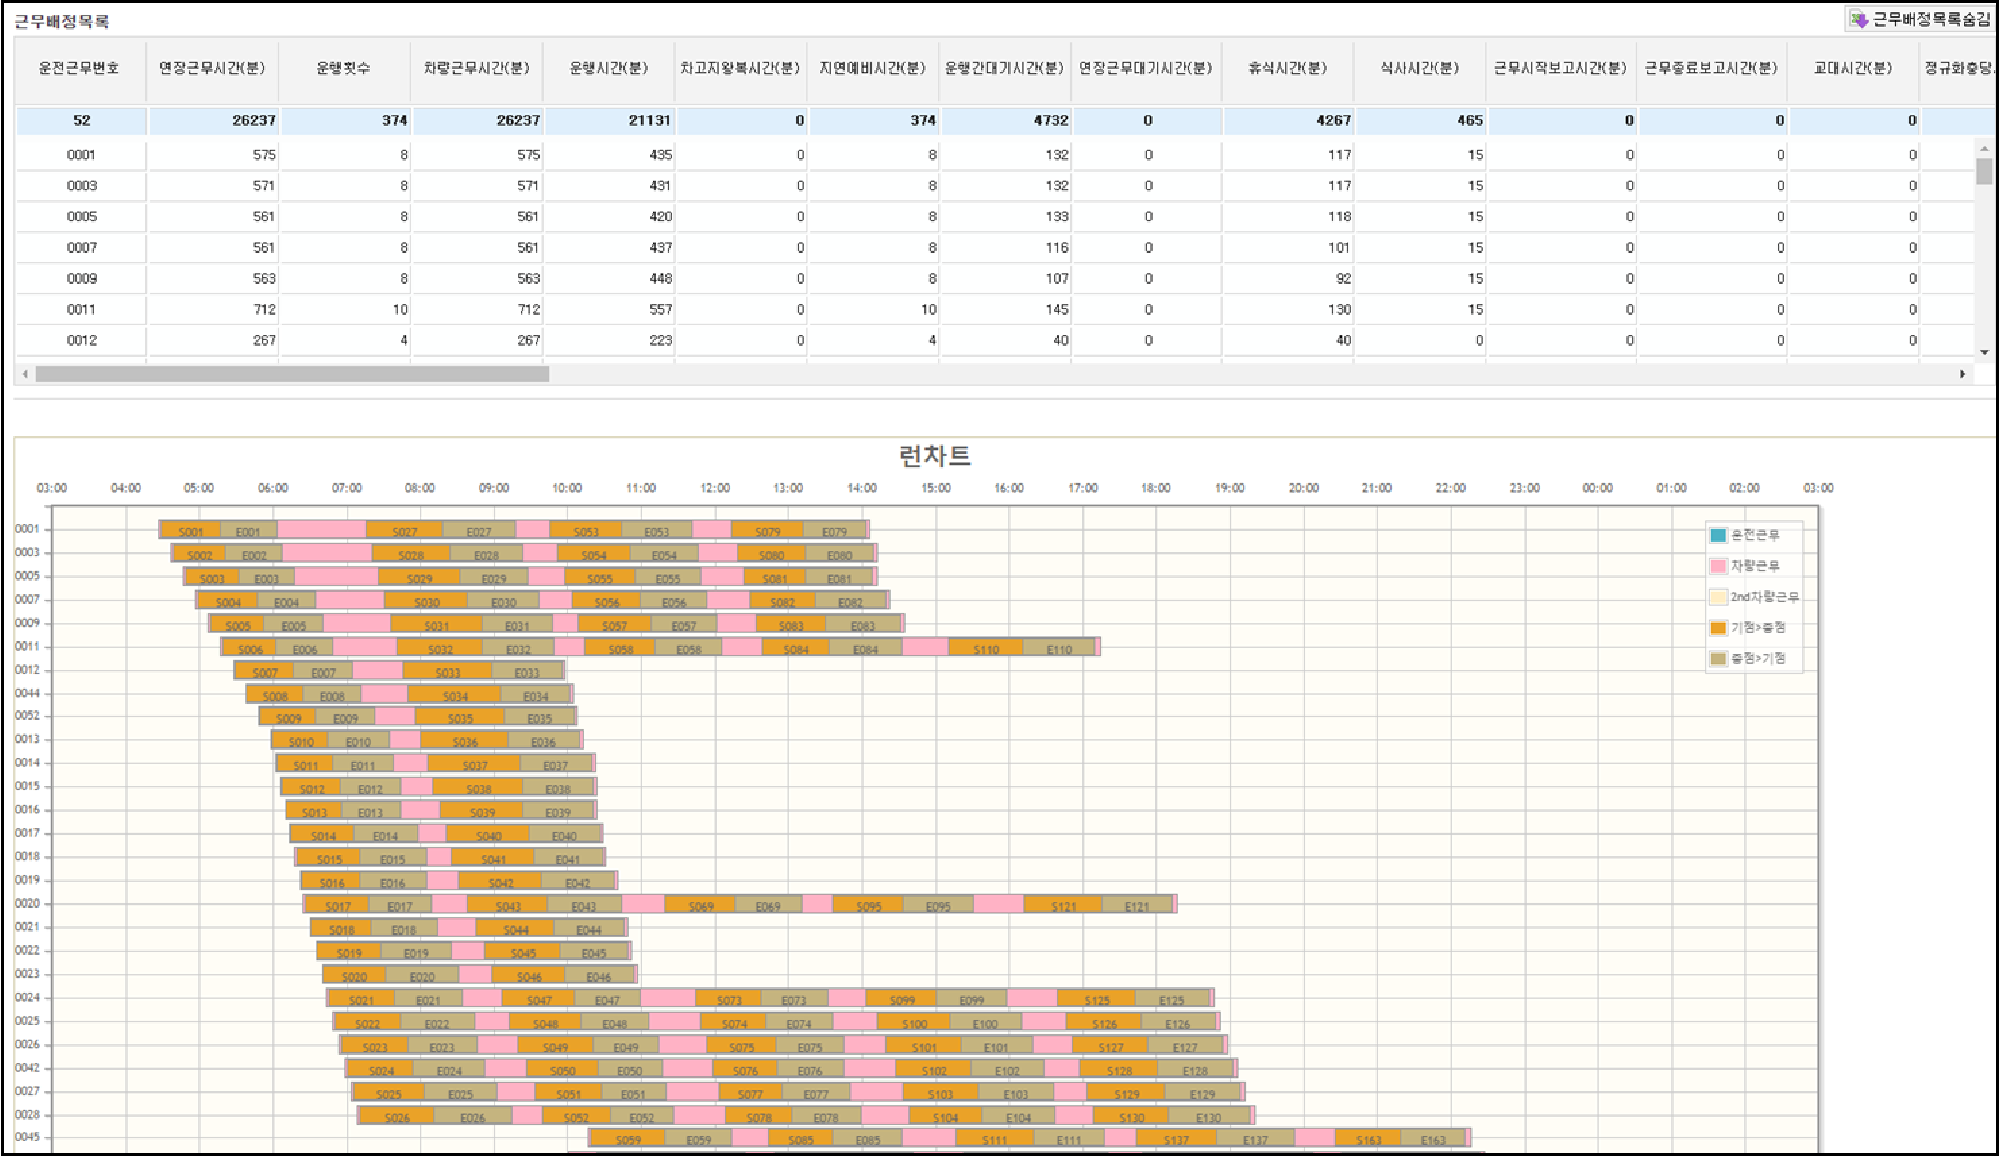 근무배정목록
근무배정목록숨김
운전근무번호 연장근무시간(분) 운행횟수 차량근무시간(분) 운행시간(분) 차고지왕복시간(분) 지연예비시간(분) 운행간대기시간(분) 연장근무대기시간(분) 휴식시간(분) 식사시간(분) 근무시작보고시간(분) 근무종료보고시간(분) 교대시간(분) 정규화충당
52 26237 374 26237 21131 0 374 4732 0 4267 465 0 0 0
0001 575 8 575 435 0 8 132 0 117 15 0 0 0
0003 571 8 571 431 0 8 132 0 117 15 0 0 0
0005 561 8 561 420 0 8 133 0 118 15 0 0 0
0007 561 8 561 437 0 8 116 0 101 15 0 0 0
0009 563 8 563 448 0 8 107 0 92 15 0 0 0
0011 712 10 712 557 0 10 145 0 130 15 0 0 0
0012 267 4 267 223 0 4 40 0 40 0 0 0 0
런차트
03:00 04:00 05:00 06:00 07:00 08:00 09:00 10:00 11:00 12:00 13:00 14:00 15:00 16:00 17:00 18:00 19:00 20:00 21:00 22:00 23:00 00:00 01:00 02:00 03:00
0001 S001 E001 S027 E027 S053 E053 S079 E079
운전근무
0003 S002 E002 S028 E028 S054 E054 S080 E080
차량근무
0005 S003 E003 S029 E029 S055 E055 S081 E081
2nd차량근무
0007 S004 E004 S030 E030 S056 E056 S082 E082
0009 S005 E005 S031 E031 S057 E057 S083 E083
기점>종점
0011 S006 E006 S032 E032 S058 E058 S084 E084 S110 E110
종점>기점
0012 S007 E007 S033 E033
0044 S008 E008 S034 E034
0052 S009 E009 S035 E035
0013 S010 E010 S036 E036
0014 S011 E011 S037 E037
0015 S012 E012 S038 E038
0016 S013 E013 S039 E039
0017 S014 E014 S040 E040
0018 S015 E015 S041 E041
0019 S016 E016 S042 E042
0020 S017 E017 S043 E043 S069 E069 S095 E095 S121 E121
0021 S018 E018 S044 E044
0022 S019 E019 S045 E045
0023 S020 E020 S046 E046
0024 S021 E021 S047 E047 S073 E073 S099 E099 S125 E125
0025 S022 E022 S048 E048 S074 E074 S100 E100 S126 E126
0026 S023 E023 S049 E049 S075 E075 S101 E101 S127 E127
0042 S024 E024 S050 E050 S076 E076 S102 E102 S128 E128
0027 S025 E025 S051 E051 S077 E077 S103 E103 S129 E129
0028 S026 E026 S052 E052 S078 E078 S104 E104 S130 E130
0045 S059 E059 S085 E085 S111 E111 S137 E137 S163 E163